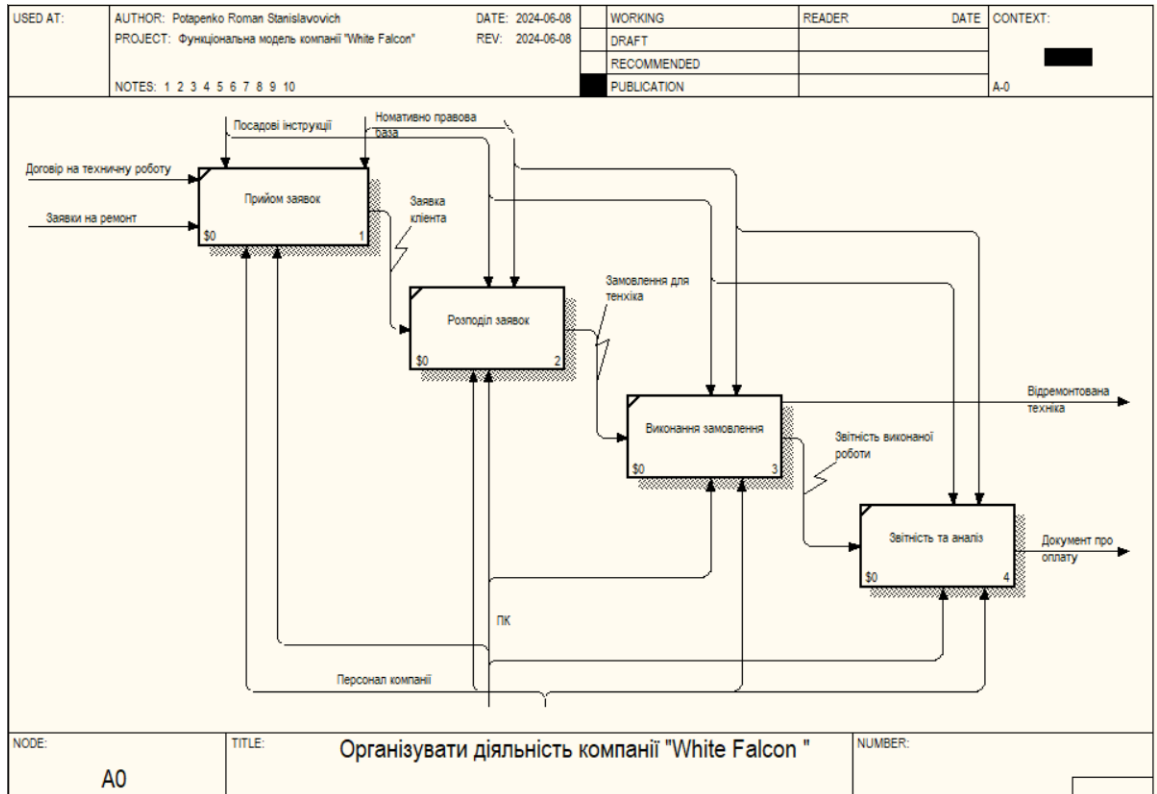 USED AT:
AUTHOR: Potapenko Roman Stanislavovich
DATE: 2024-06-08
PROJECT: Функціональна модель компанії "White Falcon"
REV: 2024-06-08
NOTES: 1 2 3 4 5 6 7 8 9 10
WORKING
DRAFT
RECOMMENDED
PUBLICATION
READER DATE
CONTEXT:
A-0
Посадові інструкції
Номативно правова
база
Договір на технічну роботу
Заявки на ремонт
Прийом заявок
$0 1
Заявка
клієнта
Розподіл заявок
$0 2
Замовлення для
тенхіка
Виконання замовлення
$0 3
Відремонтована
техніка
Звітність виконаної
роботи
Звітність та аналіз
$0 4
Документ про
оплату
ПК
Персонал компанії
NODE:
A0
TITLE:
Організувати діяльність компанії "White Falcon "
NUMBER: